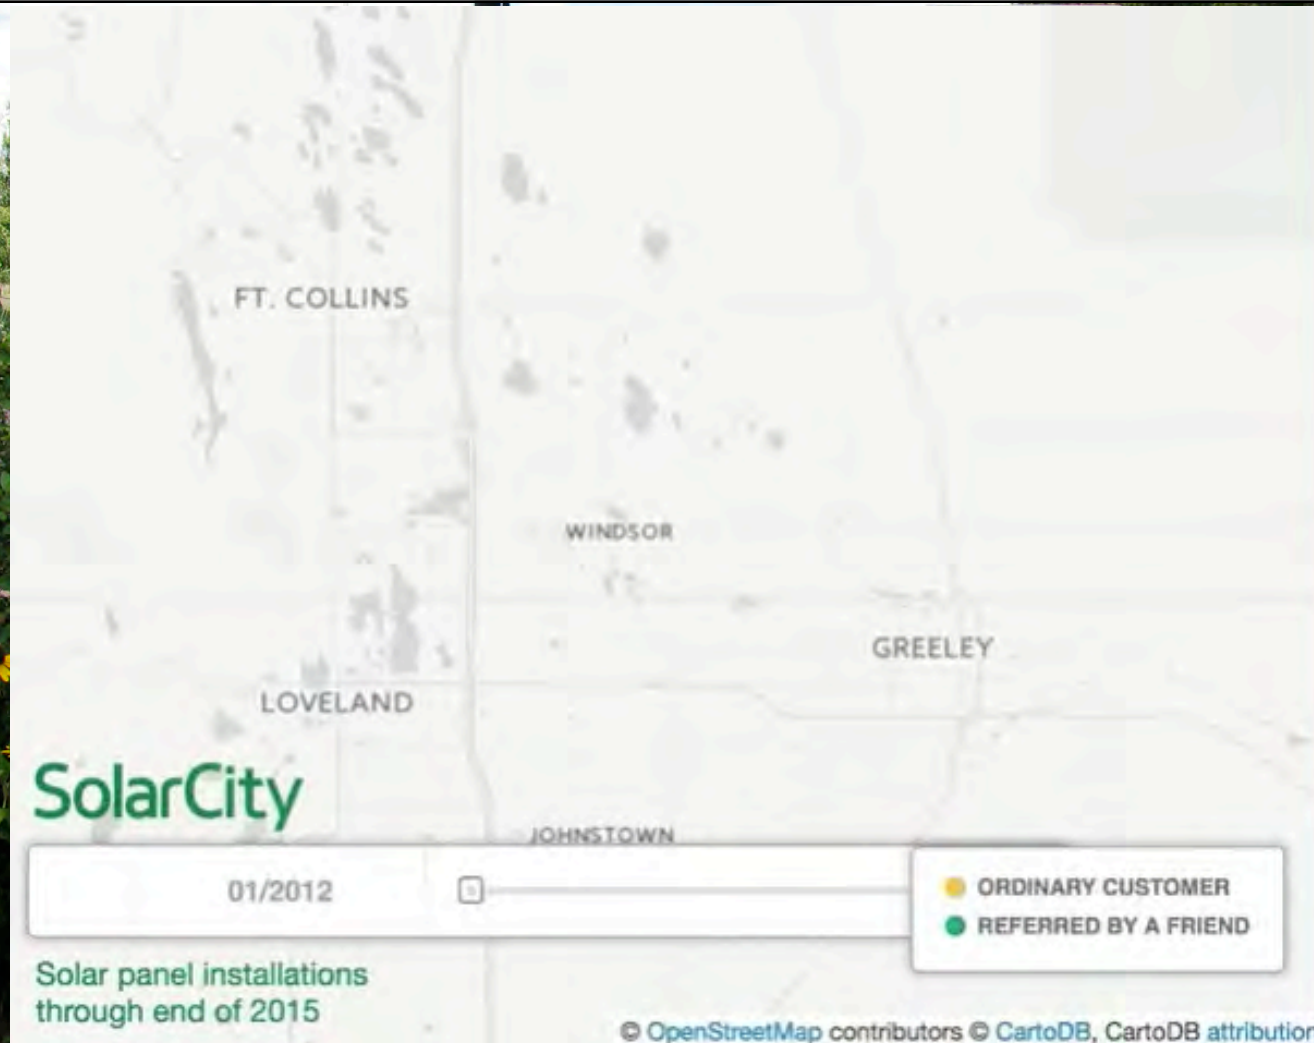 FT. COLLINS
WINDSOR
GREELEY
LOVELAND
SolarCity
JOHNSTOWN
01/2012
ORDINARY CUSTOMER
REFERRED BY A FRIEND
Solar panel installations
through end of 2015
© OpenStreetMap contributors © CartoDB, CartoDB attribution